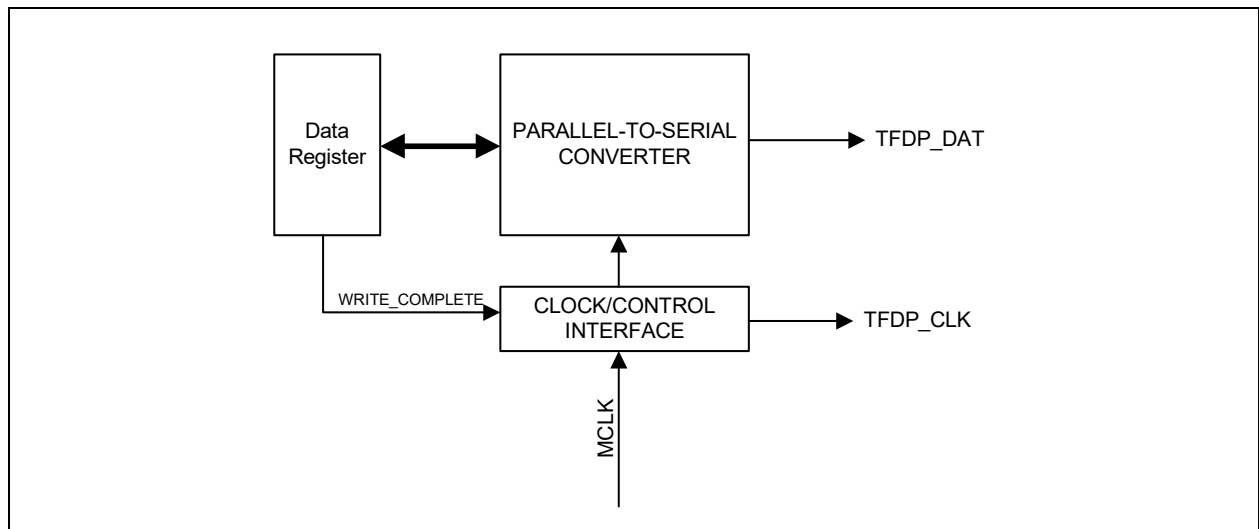 Data
Register
PARALLEL-TO-SERIAL
CONVERTER
TFDP_DAT
WRITE_COMPLETE
CLOCK/CONTROL
INTERFACE
TFDP_CLK
MCLK